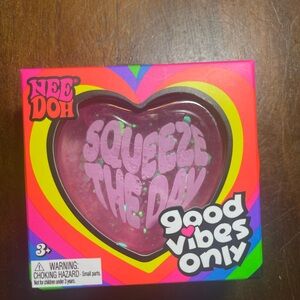 NEE
DOH
SQUEEZE
THE DAY
good
vibes
only
3+
WARNING:
CHOKING HAZARD - Small parts.
Not for children under 3 years.